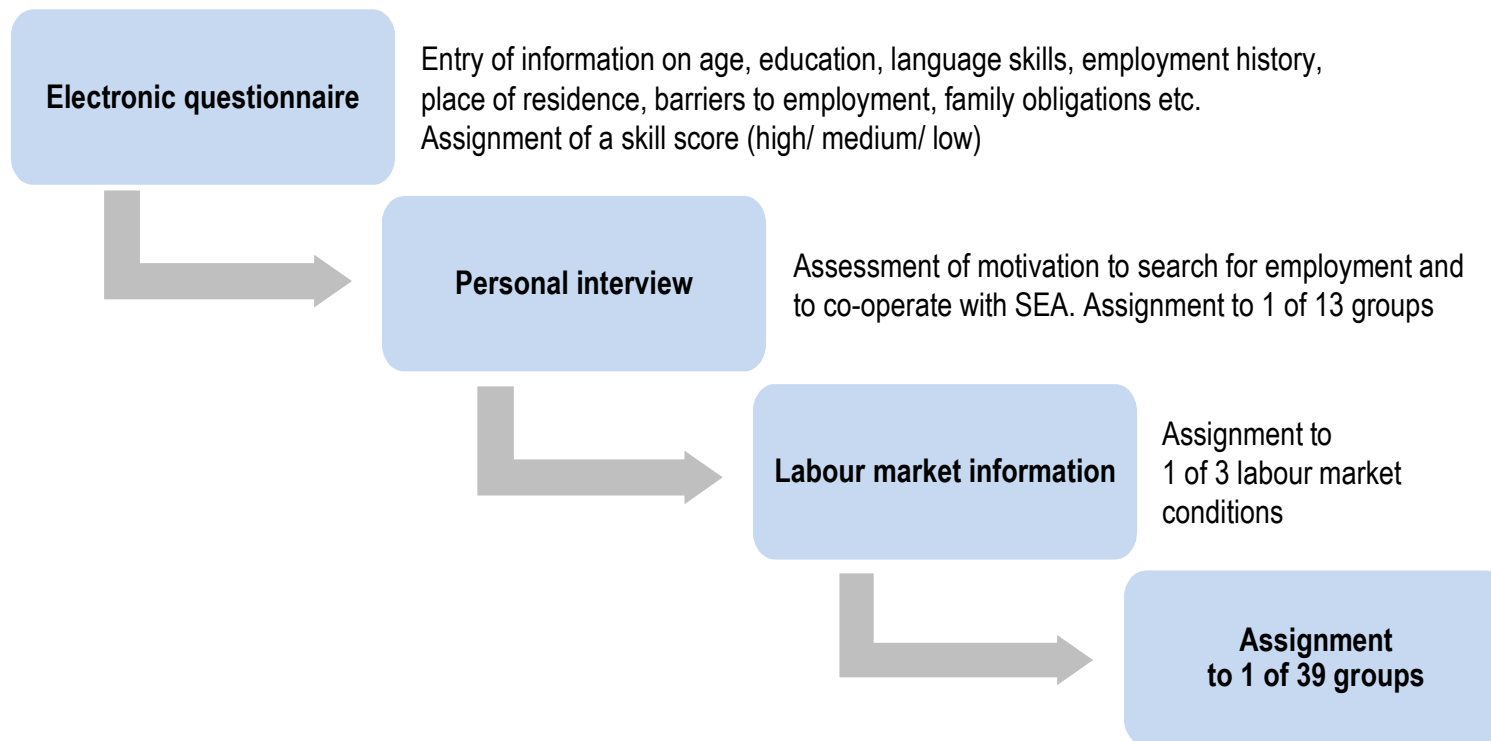 Electronic questionnaire
Entry of information on age, education, language skills, employment history,
place of residence, barriers to employment, family obligations etc.
Assignment of a skill score (high/ medium/ low)
Personal interview
Assessment of motivation to search for employment and
to co-operate with SEA. Assignment to 1 of 13 groups
Labour market information
Assignment to
1 of 3 labour market
conditions
Assignment
to 1 of 39 groups